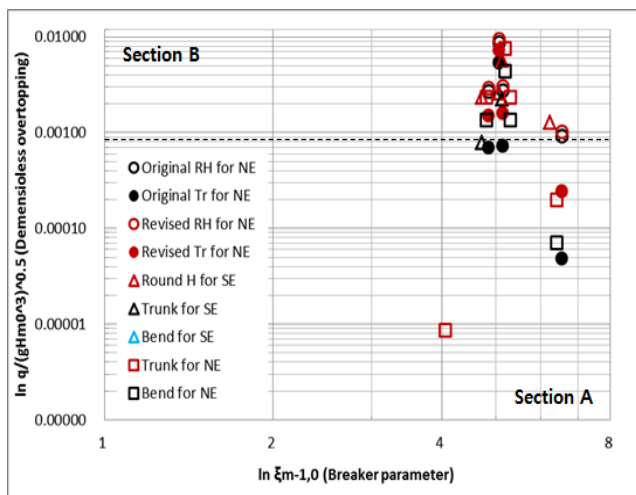 Section B
0.01000
0.00100
0.00010
0.00001
0.00000
ln q/(gHm0^3)^0.5 (Demensioless overtopping)
Original RH for NE
Original Tr for NE
Revised RH for NE
Revised Tr for NE
Round H for SE
Trunk for SE
Bend for SE
Trunk for NE
Bend for NE
Section A
1
2
4
8
ln ξm-1,0 (Breaker parameter)